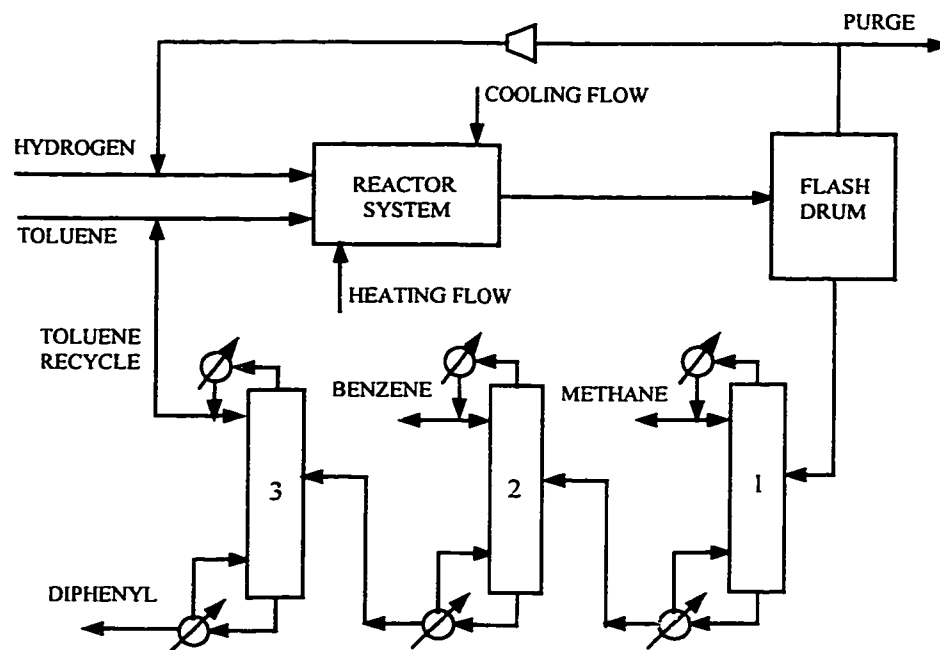 PURGE
COOLING FLOW
HYDROGEN
REACTOR
SYSTEM
FLASH
DRUM
TOLUENE
HEATING FLOW
TOLUENE
RECYCLE
BENZENE
METHANE
3
2
1
DIPHENYL